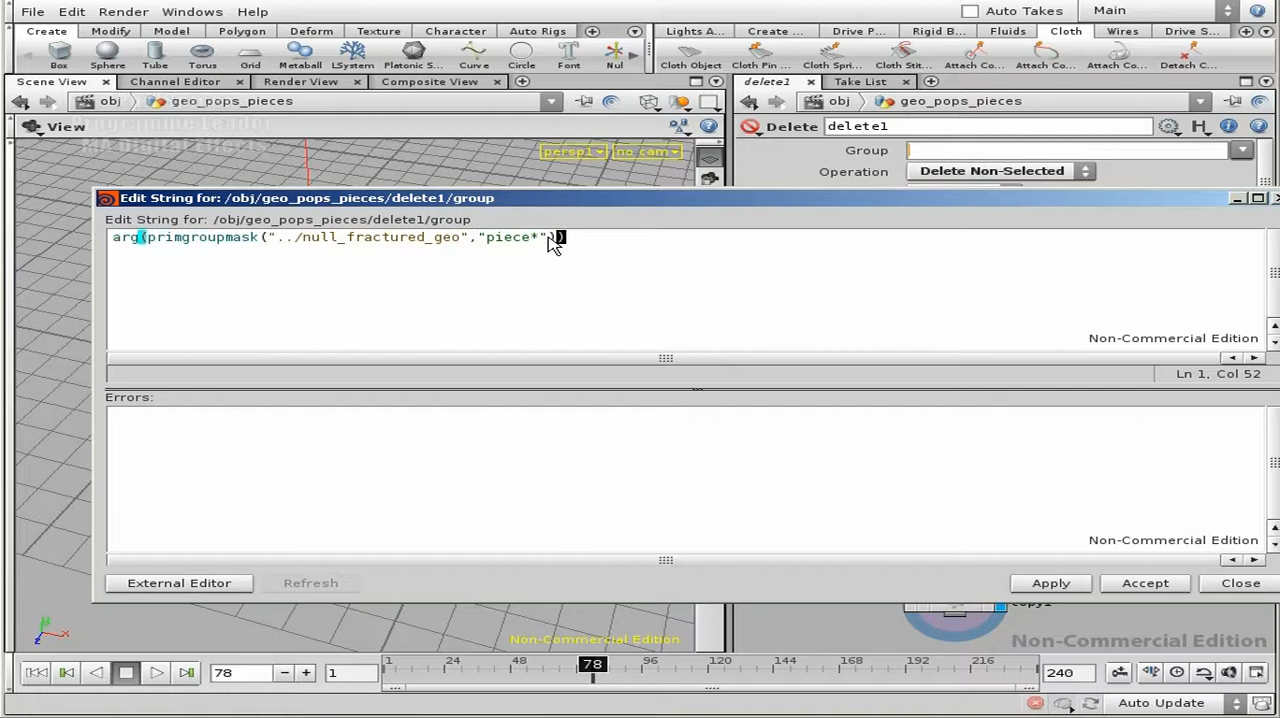 File Edit Render Windows Help Auto Takes Main
Create Modify Model Polygon Deform Texture Character Auto Rigs Lights A... Create ... Drive P... Rigid B... Fluids Cloth Wires Drive S...
Box Sphere Tube Torus Grid Metaball LSystem Platonic S... Curve Circle Font Nul Cloth Object Cloth Pin ... Cloth Spri... Cloth Stit... Attach Co... Attach Co... Attach Co... Detach C...
Scene View Channel Editor Render View Composite View delete1 Take List
obj geo_pops_pieces obj geo_pops_pieces
View Programme Leader Delete delete1
MA Digital Effects persp1 no cam Group
Operation Delete Non-Selected
Edit String for: /obj/geo_pops_pieces/delete1/group
Edit String for: /obj/geo_pops_pieces/delete1/group
arg(primgroupmask("../null_fractured_geo","piece*"))
Non-Commercial Edition
Ln 1, Col 52
Errors:
Non-Commercial Edition
External Editor Refresh Apply Accept Close
copy1
Non-Commercial Edition Non-Commercial Edition
y x z
78 1 1 24 48 78 96 120 144 168 192 216 240
Auto Update